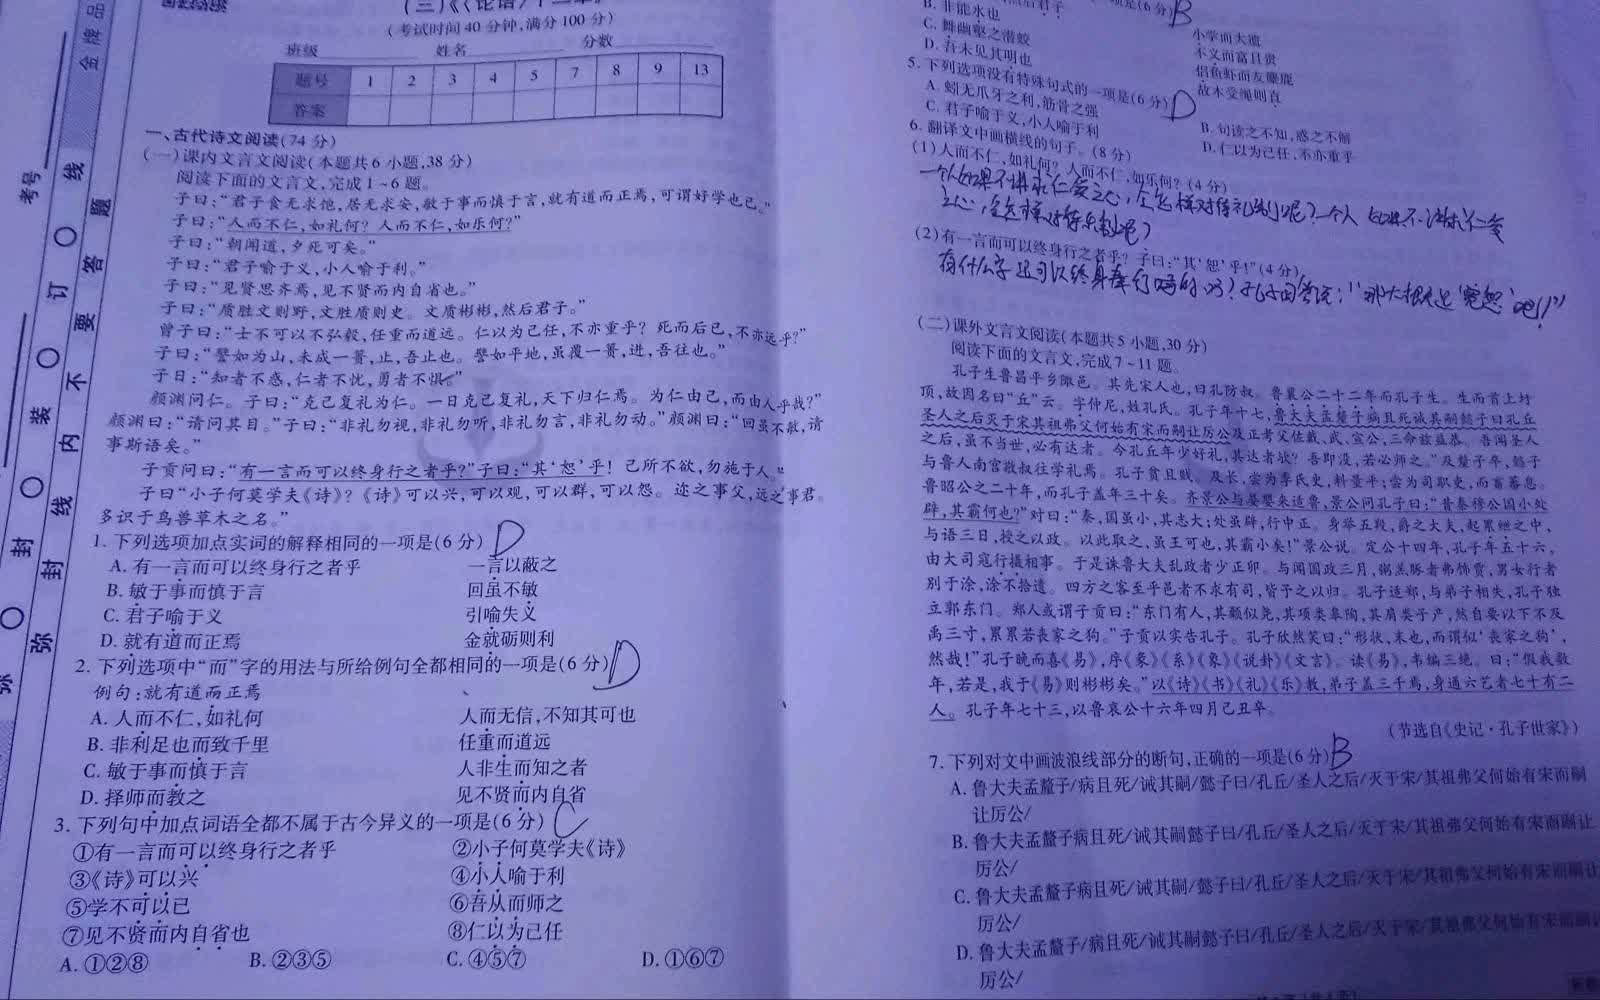 金牌
(三)《〈论语〉十二章》
(考试时间40分钟,满分100分)
班级 姓名 分数
题号 1 2 3 4 5 7 8 9 13
答案
考号
弥 封 装 订 线
弥 封 线 内 不 要 答 题
一、古代诗文阅读(74分)
(一)课内文言文阅读(本题共6小题,38分)
阅读下面的文言文,完成1~6题。
子曰:“君子食无求饱,居无求安,敏于事而慎于言,就有道而正焉,可谓好学也已。”
子曰:“人而不仁,如礼何?人而不仁,如乐何?”
子曰:“朝闻道,夕死可矣。”
子曰:“君子喻于义,小人喻于利。”
子曰:“见贤思齐焉,见不贤而内自省也。”
子曰:“质胜文则野,文胜质则史。文质彬彬,然后君子。”
曾子曰:“士不可以不弘毅,任重而道远。仁以为己任,不亦重乎?死而后已,不亦远乎?”
子曰:“譬如为山,未成一篑,止,吾止也。譬如平地,虽覆一篑,进,吾往也。”
子曰:“知者不惑,仁者不忧,勇者不惧。”
颜渊问仁。子曰:“克己复礼为仁。一日克己复礼,天下归仁焉。为仁由己,而由人乎哉?”
颜渊曰:“请问其目。”子曰:“非礼勿视,非礼勿听,非礼勿言,非礼勿动。”颜渊曰:“回虽不敏,请
事斯语矣。”
子贡问曰:“有一言而可以终身行之者乎?”子曰:“其‘恕’乎!己所不欲,勿施于人。”
子曰“小子何莫学夫《诗》?《诗》可以兴,可以观,可以群,可以怨。迩之事父,远之事君。
多识于鸟兽草木之名。”
1. 下列选项加点实词的解释相同的一项是(6分) D
A. 有一言而可以终身行之者乎 一言以蔽之
B. 敏于事而慎于言 回虽不敏
C. 君子喻于义 引喻失义
D. 就有道而正焉 金就砺则利
2. 下列选项中“而”字的用法与所给例句全都相同的一项是(6分) D
例句:就有道而正焉
A. 人而不仁,如礼何 人而无信,不知其可也
B. 非利足也而致千里 任重而道远
C. 敏于事而慎于言 人非生而知之者
D. 择师而教之 见不贤而内自省
3. 下列句中加点词语全都不属于古今异义的一项是(6分) C
①有一言而可以终身行之者乎 ②小子何莫学夫《诗》
③《诗》可以兴 ④小人喻于利
⑤学不可以已 ⑥吾从而师之
⑦见不贤而内自省也 ⑧仁以为己任
A. ①②⑧ B. ②③⑤ C. ④⑤⑦ D. ①⑥⑦
一项是(6分) B
B. 非能水也 小学而大遗
C. 舞幽壑之潜蛟 不义而富且贵
D. 吾未见其明也 侣鱼虾而友麋鹿
故木受绳则直
5. 下列选项没有特殊句式的一项是(6分) D
A. 蚓无爪牙之利,筋骨之强 B. 句读之不知,惑之不解
C. 君子喻于义,小人喻于利 D. 仁以为己任,不亦重乎
6. 翻译文中画横线的句子。(8分)
(1)人而不仁,如礼何?人而不仁,如乐何?(4分)
一个人如果不讲求仁爱之心,怎样对待礼制呢?一个人如果不讲求仁爱
之心,会怎样对待乐制呢?
(2)有一言而可以终身行之者乎?子曰:“其‘恕’乎!”(4分)
有什么字是可以终身奉行的吗?孔子回答说:“那大概是‘宽恕’吧!”
(二)课外文言文阅读(本题共5小题,30分)
阅读下面的文言文,完成7~11题。
孔子生鲁昌平乡陬邑。其先宋人也,曰孔防叔。鲁襄公二十二年而孔子生。生而首上圩
顶,故因名曰“丘”云。字仲尼,姓孔氏。孔子年十七,鲁大夫孟釐子病且死诫其嗣懿子曰孔丘
圣人之后灭于宋其祖弗父何始有宋而嗣让厉公及正考父佐戴、武、宣公,三命兹益恭。吾闻圣人
之后,虽不当世,必有达者。今孔丘年少好礼,其达者欤?吾即没,若必师之。”及釐子卒,懿子
与鲁人南宫敬叔往学礼焉。孔子贫且贱。及长,尝为季氏史,料量平;尝为司职吏,而畜蕃息。
鲁昭公之二十年,而孔子盖年三十矣。齐景公与晏婴来适鲁,景公问孔子曰:“昔秦穆公国小处
辟,其霸何也?”对曰:“秦,国虽小,其志大;处虽辟,行中正。身举五羖,爵之大夫,起累绁之中,
与语三日,授之以政。以此取之,虽王可也,其霸小矣!”景公说。定公十四年,孔子年五十六,
由大司寇行摄相事。于是诛鲁大夫乱政者少正卯。与闻国政三月,粥羔豚者弗饰贾,男女行者
别于涂,涂不拾遗。四方之客至乎邑者不求有司,皆予之以归。孔子适郑,与弟子相失,孔子独
立郭东门。郑人或谓子贡曰:“东门有人,其颡似尧,其项类皋陶,其肩类子产,然自要以下不及
禹三寸,累累若丧家之狗。”子贡以实告孔子。孔子欣然笑曰:“形状,末也,而谓似‘丧家之狗’,
然哉!”孔子晚而喜《易》,序《彖》《系》《象》《说卦》《文言》。读《易》,韦编三绝。曰:“假我数
年,若是,我于《易》则彬彬矣。”以《诗》《书》《礼》《乐》教,弟子盖三千焉,身通六艺者七十有二
人。孔子年七十三,以鲁哀公十六年四月己丑卒。
(节选自《史记·孔子世家》)
7. 下列对文中画波浪线部分的断句,正确的一项是(6分) B
A. 鲁大夫孟釐子/病且死/诫其嗣/懿子曰/孔丘/圣人之后/灭于宋/其祖弗父何始有宋而嗣
让厉公/
B. 鲁大夫孟釐子病且死/诫其嗣懿子曰/孔丘/圣人之后/灭于宋/其祖弗父何始有宋而嗣让
厉公/
C. 鲁大夫孟釐子病且死/诫其嗣/懿子曰/孔丘/圣人之后/灭于宋/其祖弗父何始有宋而嗣让
厉公/
D. 鲁大夫孟釐子/病且死/诫其嗣懿子曰/孔丘/圣人之后/灭于宋/其祖弗父何始有宋而嗣让
厉公/